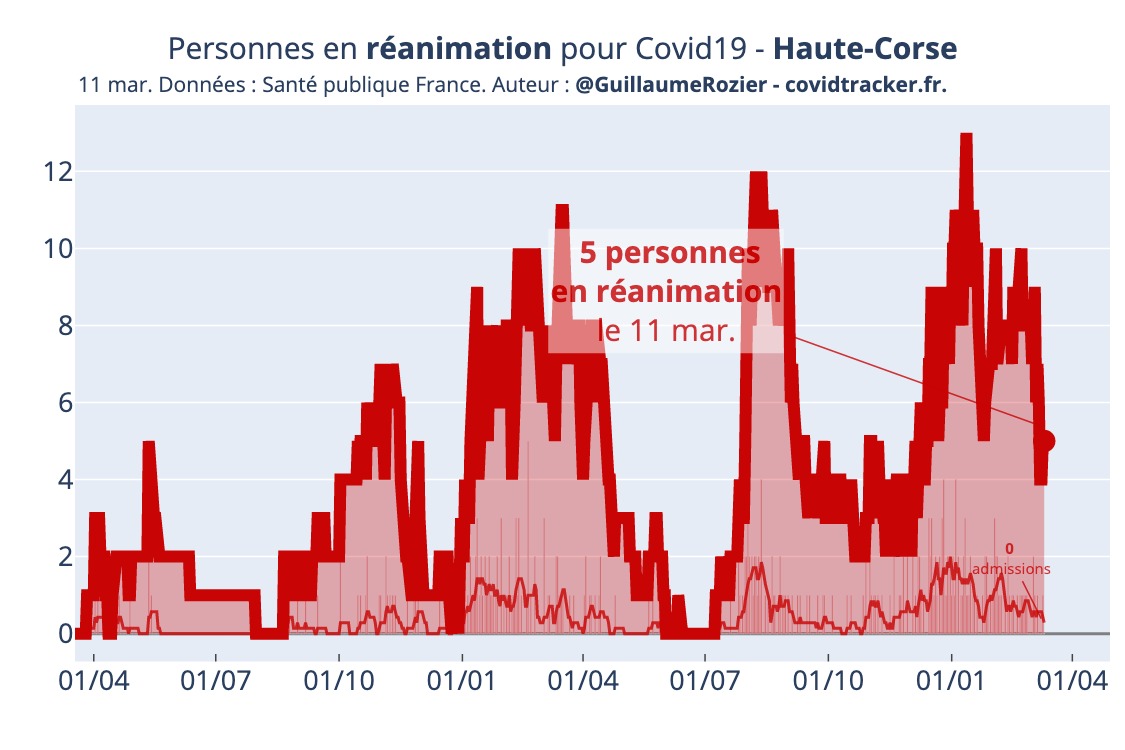 Personnes en réanimation pour Covid19 - Haute-Corse
11 mar. Données : Santé publique France. Auteur : @GuillaumeRozier - covidtracker.fr.
12
10
8
6
4
2
0
5 personnes
en réanimation
le 11 mar.
0
admissions
01/04
01/07
01/10
01/01
01/04
01/07
01/10
01/01
01/04